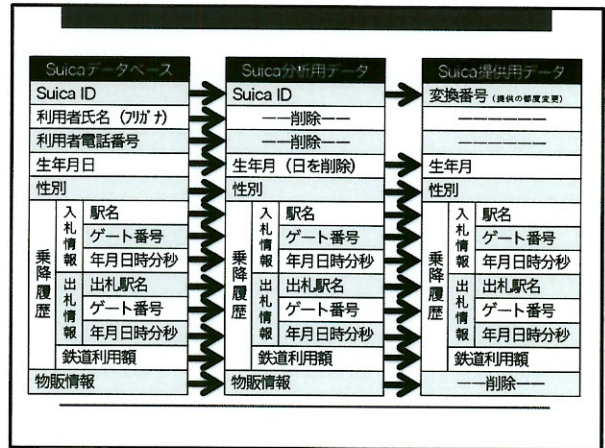 Suicaデータベース
Suica ID
利用者氏名（フリガナ）
利用者電話番号
生年月日
性別
乗降履歴
入札情報
駅名
ゲート番号
年月日時分秒
出札情報
出札駅名
ゲート番号
年月日時分秒
鉄道利用額
物販情報
Suica分析用データ
Suica ID
——削除——
——削除——
生年月（日を削除）
性別
乗降履歴
入札情報
駅名
ゲート番号
年月日時分秒
出札情報
出札駅名
ゲート番号
年月日時分秒
鉄道利用額
物販情報
Suica提供用データ
変換番号（提供の都度変更）
——————
——————
生年月
性別
乗降履歴
入札情報
駅名
ゲート番号
年月日時分秒
出札情報
出札駅名
ゲート番号
年月日時分秒
鉄道利用額
——削除——